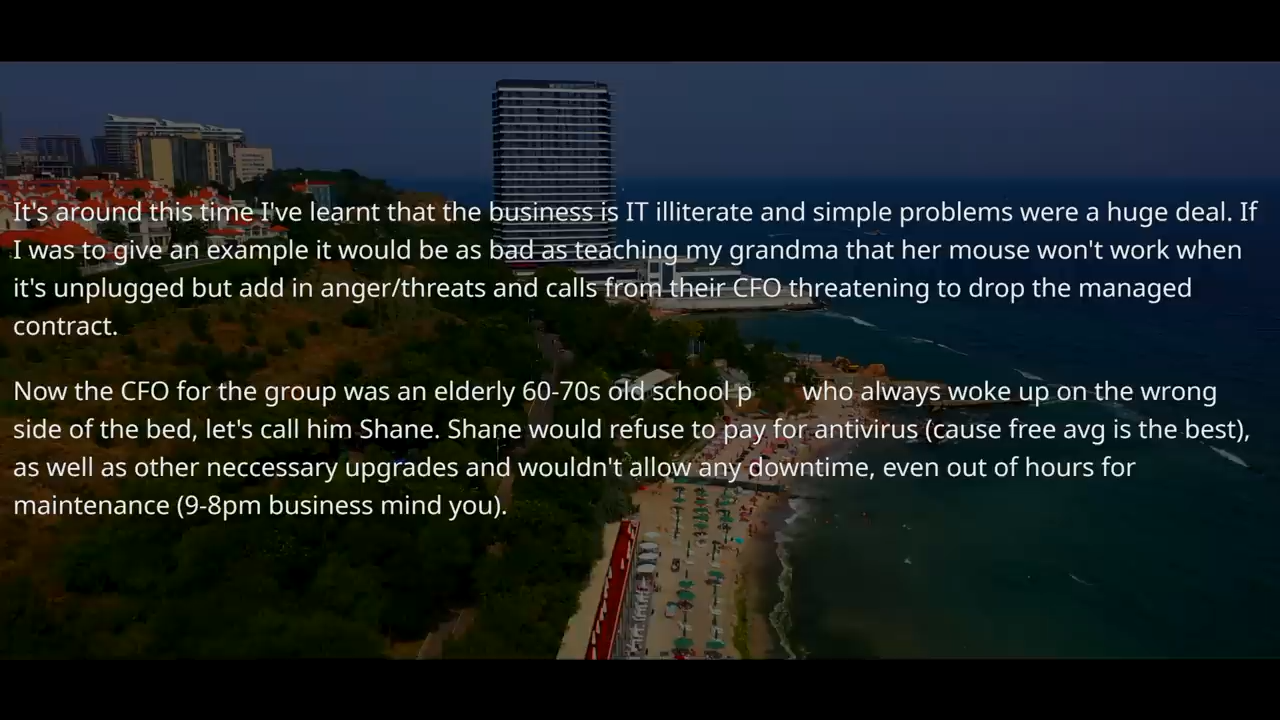 It's around this time I've learnt that the business is IT illiterate and simple problems were a huge deal. If
I was to give an example it would be as bad as teaching my grandma that her mouse won't work when
it's unplugged but add in anger/threats and calls from their CFO threatening to drop the managed
contract.
Now the CFO for the group was an elderly 60-70s old school p who always woke up on the wrong
side of the bed, let's call him Shane. Shane would refuse to pay for antivirus (cause free avg is the best),
as well as other neccessary upgrades and wouldn't allow any downtime, even out of hours for
maintenance (9-8pm business mind you).